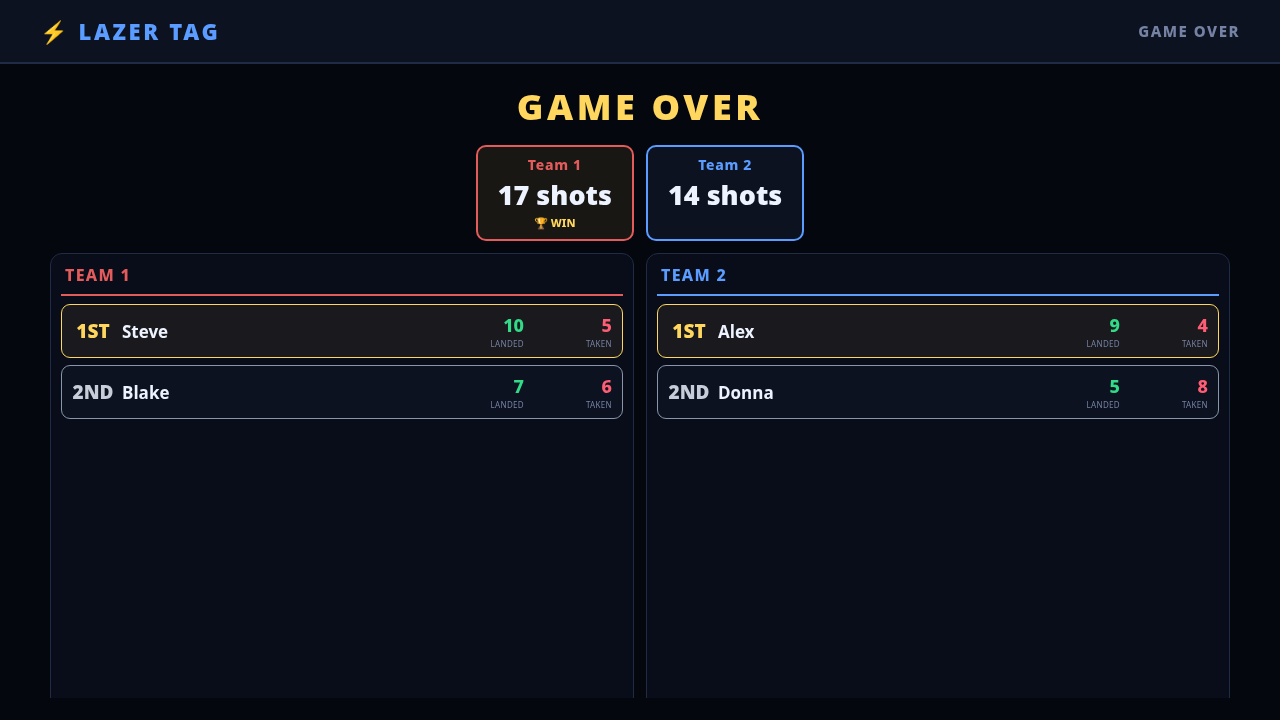 ⚡ LAZER TAG
GAME OVER
GAME OVER
Team 1
17 shots
🏆 WIN
Team 2
14 shots
TEAM 1
1ST Steve 10 LANDED 5 TAKEN
2ND Blake 7 LANDED 6 TAKEN
TEAM 2
1ST Alex 9 LANDED 4 TAKEN
2ND Donna 5 LANDED 8 TAKEN